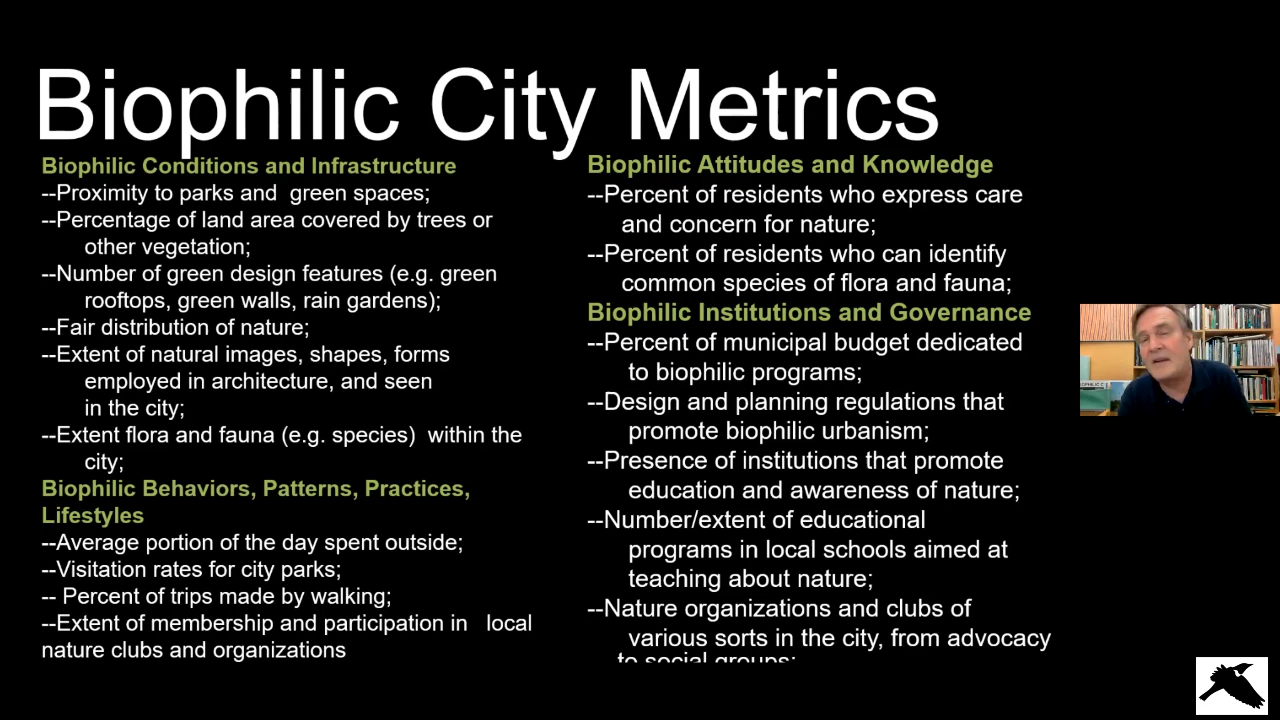 Biophilic City Metrics
Biophilic Conditions and Infrastructure
--Proximity to parks and  green spaces;
--Percentage of land area covered by trees or
other vegetation;
--Number of green design features (e.g. green
rooftops, green walls, rain gardens);
--Fair distribution of nature;
--Extent of natural images, shapes, forms
employed in architecture, and seen
in the city;
--Extent flora and fauna (e.g. species)  within the
city;
Biophilic Behaviors, Patterns, Practices,
Lifestyles
--Average portion of the day spent outside;
--Visitation rates for city parks;
-- Percent of trips made by walking;
--Extent of membership and participation in   local
nature clubs and organizations
Biophilic Attitudes and Knowledge
--Percent of residents who express care
and concern for nature;
--Percent of residents who can identify
common species of flora and fauna;
Biophilic Institutions and Governance
--Percent of municipal budget dedicated
to biophilic programs;
--Design and planning regulations that
promote biophilic urbanism;
--Presence of institutions that promote
education and awareness of nature;
--Number/extent of educational
programs in local schools aimed at
teaching about nature;
--Nature organizations and clubs of
various sorts in the city, from advocacy
to social groups;